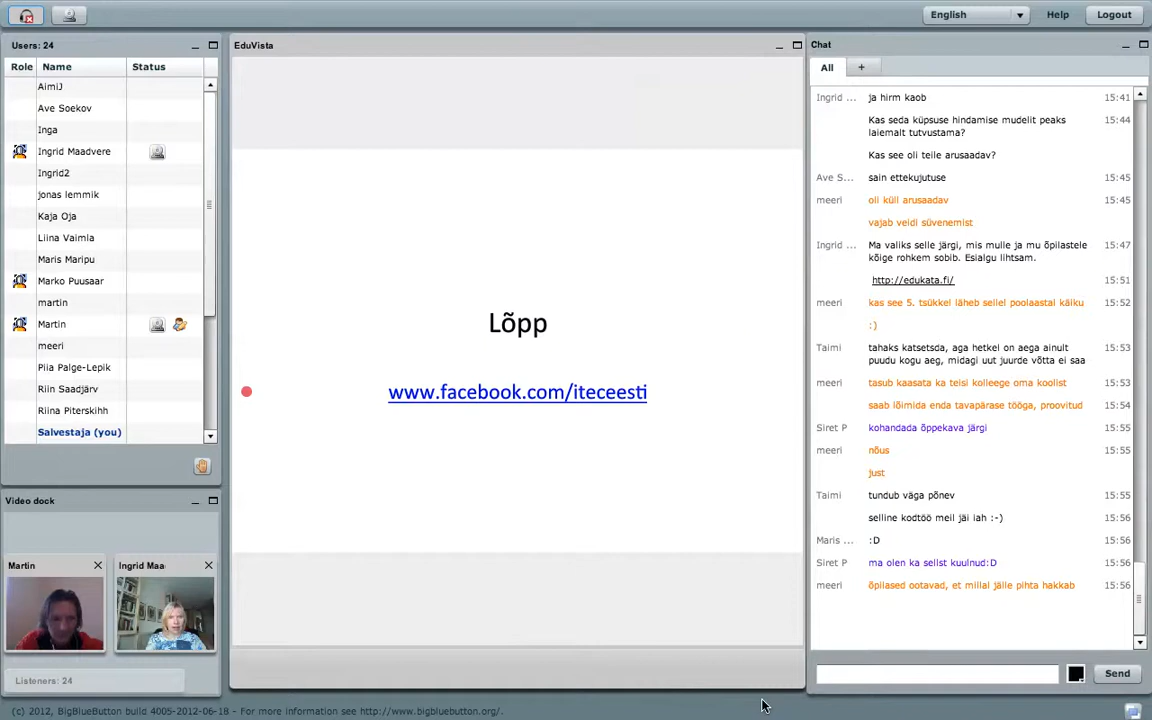 English
Help
Logout
Users: 24
Role Name Status
AimiJ
Ave Soekov
Inga
Ingrid Maadvere
Ingrid2
jonas lemmik
Kaja Oja
Liina Vaimla
Maris Maripu
Marko Puusaar
martin
Martin
meeri
Piia Palge-Lepik
Riin Saadjärv
Riina Piterskihh
Salvestaja (you)
Video dock
Martin
Ingrid Maa
Listeners: 24
EduVista
Lõpp
www.facebook.com/iteceesti
Chat
All +
Ingrid ... ja hirm kaob 15:41
Kas seda küpsuse hindamise mudelit peaks 15:44
laiemalt tutvustama?
Kas see oli teile arusaadav?
Ave S... sain ettekujutuse 15:45
meeri oli küll arusaadav 15:45
vajab veidi süvenemist
Ingrid ... Ma valiks selle järgi, mis mulle ja mu õpilastele 15:47
kõige rohkem sobib. Esialgu lihtsam.
http://edukata.fi/ 15:51
meeri kas see 5. tsükkel läheb sellel poolaastal käiku 15:52
:)
Taimi tahaks katsetsda, aga hetkel on aega ainult 15:53
puudu kogu aeg, midagi uut juurde võtta ei saa
meeri tasub kaasata ka teisi kolleege oma koolist 15:53
saab lõimida enda tavapärase tööga, proovitud 15:54
Siret P kohandada õppekava järgi 15:55
meeri nõus 15:55
just
Taimi tundub väga põnev 15:55
selline kodtöö meil jäi iah :-) 15:56
Maris ... :D 15:56
Siret P ma olen ka sellst kuulnud:D 15:56
meeri õpilased ootavad, et millal jälle pihta hakkab 15:56
Send
(c) 2012, BigBlueButton build 4005-2012-06-18 - For more information see http://www.bigbluebutton.org/.